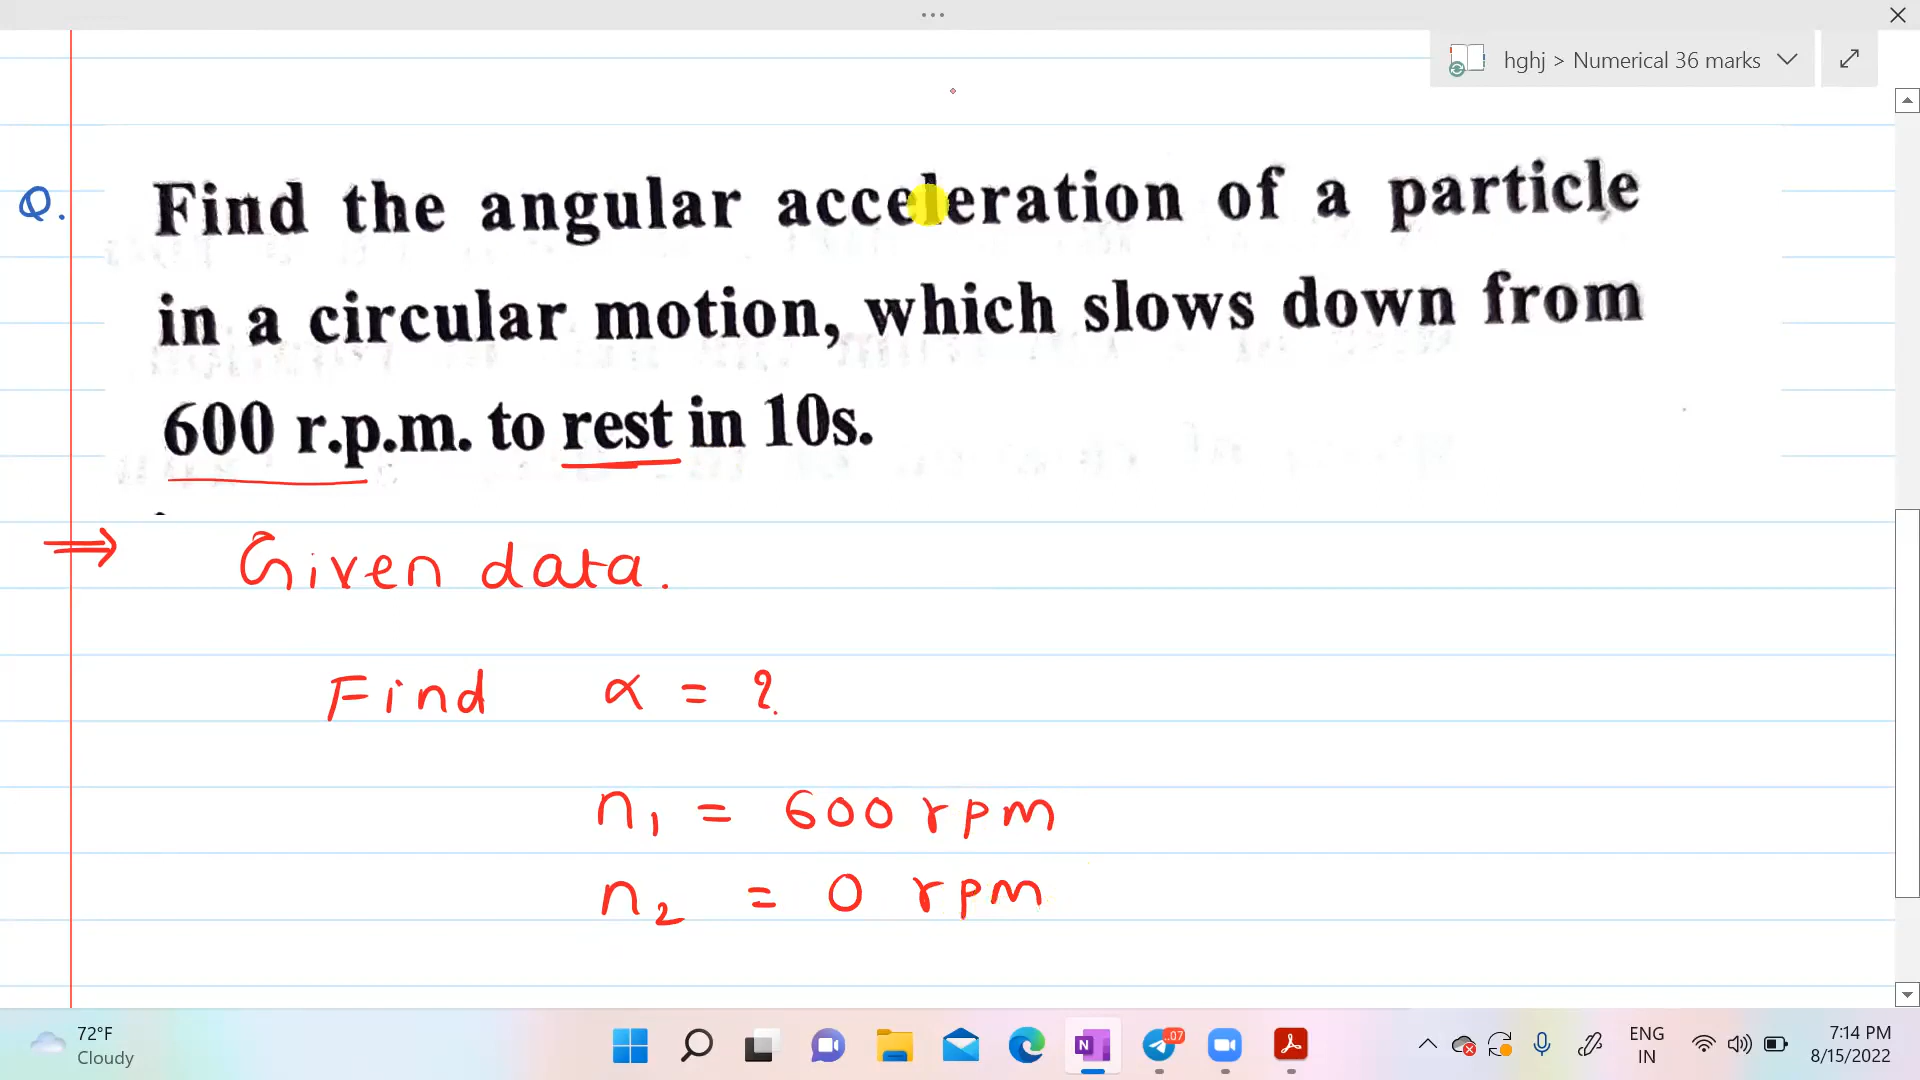 ...
hghj > Numerical 36 marks
Q. Find the angular acceleration of a particle
in a circular motion, which slows down from
600 r.p.m. to rest in 10s.
⇒ Given data.
Find α = ?
n₁ = 600 rpm
n₂ = 0 rpm
72°F
Cloudy
N
..07
ENG
IN
7:14 PM
8/15/2022